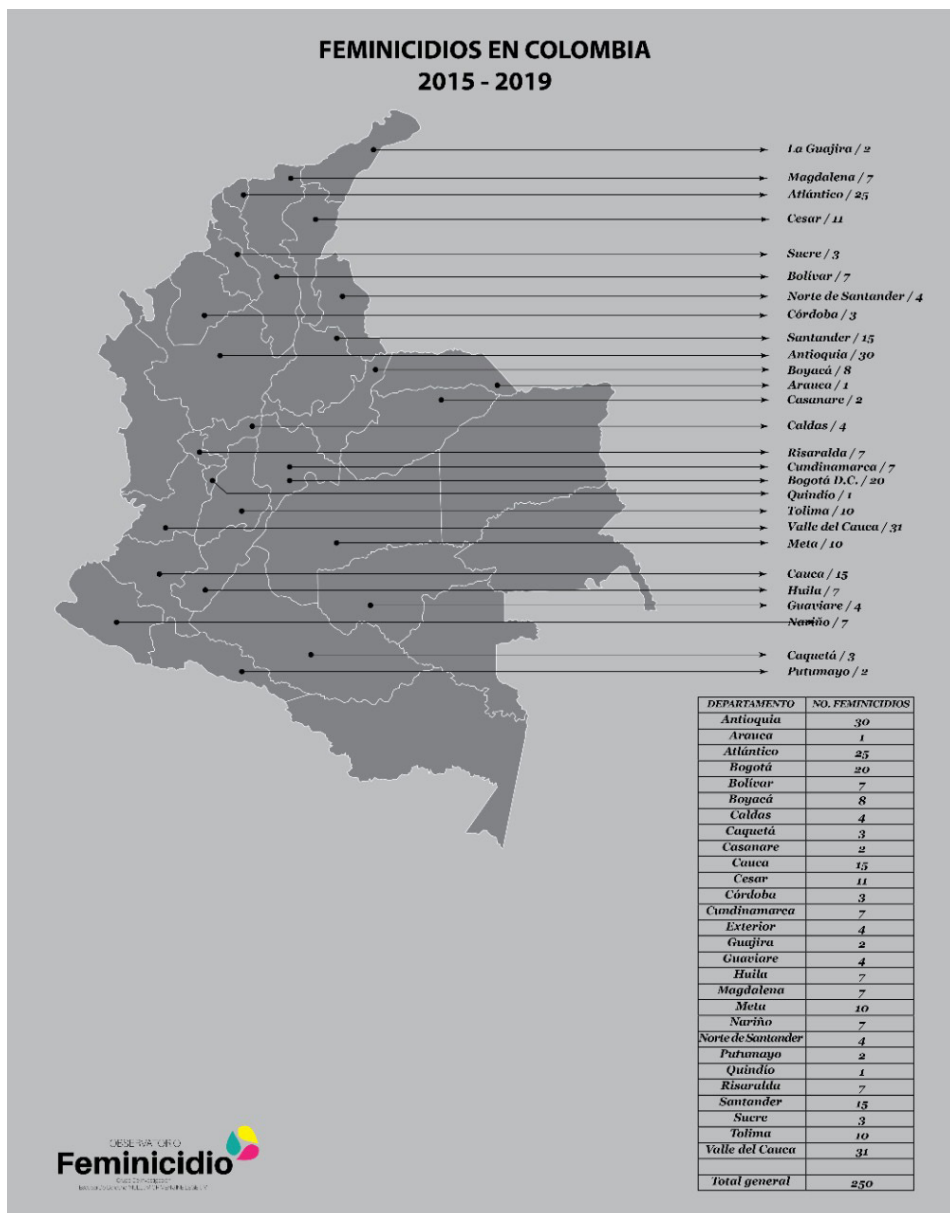 FEMINICIDIOS EN COLOMBIA
2015 - 2019
La Guajira / 2
Magdalena / 7
Atlántico / 25
Cesar / 11
Sucre / 3
Bolívar / 7
Norte de Santander / 4
Córdoba / 3
Santander / 15
Antioquia / 30
Boyacá / 8
Arauca / 1
Casanare / 2
Caldas / 4
Risaralda / 7
Cundinamarca / 7
Bogotá D.C. / 20
Quindío / 1
Tolima / 10
Valle del Cauca / 31
Meta / 10
Cauca / 15
Huila / 7
Guaviare / 4
Nariño / 7
Caquetá / 3
Putumayo / 2
DEPARTAMENTO NO. FEMINICIDIOS
Antioquia 30
Arauca 1
Atlántico 25
Bogotá 20
Bolívar 7
Boyacá 8
Caldas 4
Caquetá 3
Casanare 2
Cauca 15
Cesar 11
Córdoba 3
Cundinamarca 7
Exterior 4
Guajira 2
Guaviare 4
Huila 7
Magdalena 7
Meta 10
Nariño 7
Norte de Santander 4
Putumayo 2
Quindío 1
Risaralda 7
Santander 15
Sucre 3
Tolima 10
Valle del Cauca 31
Total general 250
OBSERVATORIO
Feminicidio